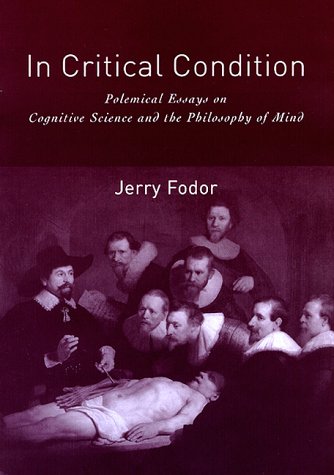 In Critical Condition
Polemical Essays on
Cognitive Science and the Philosophy of Mind
Jerry Fodor